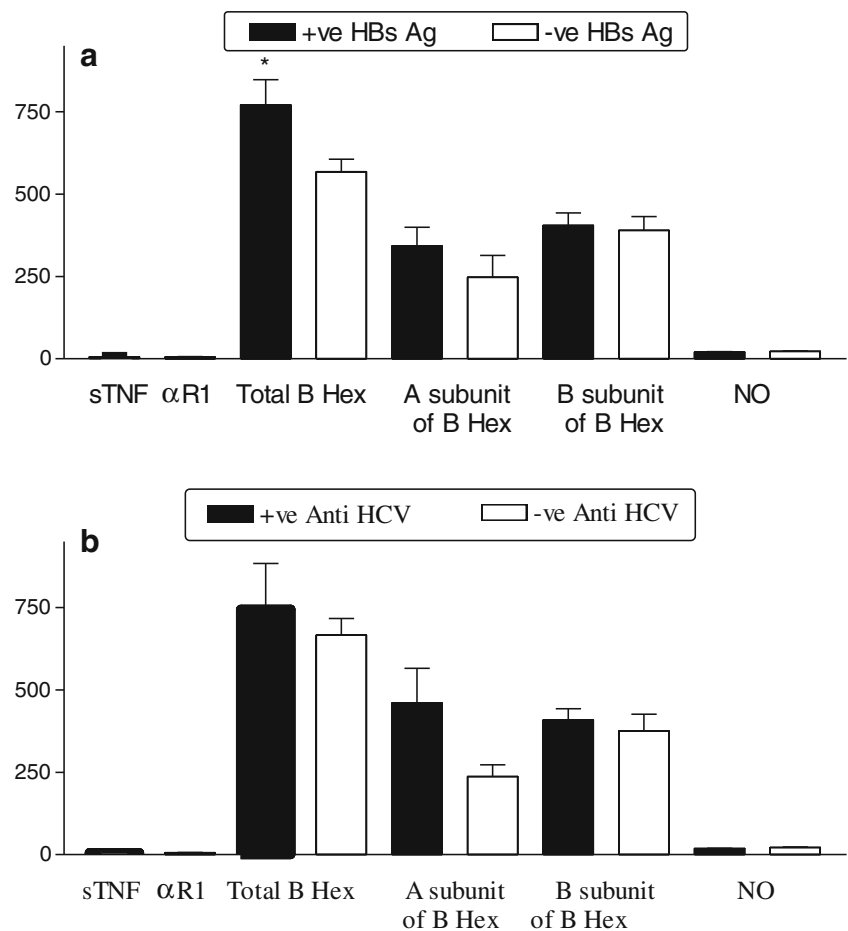 +ve HBs Ag -ve HBs Ag
a
*
750
500
250
0
sTNF αR1 Total B Hex A subunit of B Hex B subunit of B Hex NO
+ve Anti HCV -ve Anti HCV
b
750
500
250
0
sTNF αR1 Total B Hex A subunit of B Hex B subunit of B Hex NO